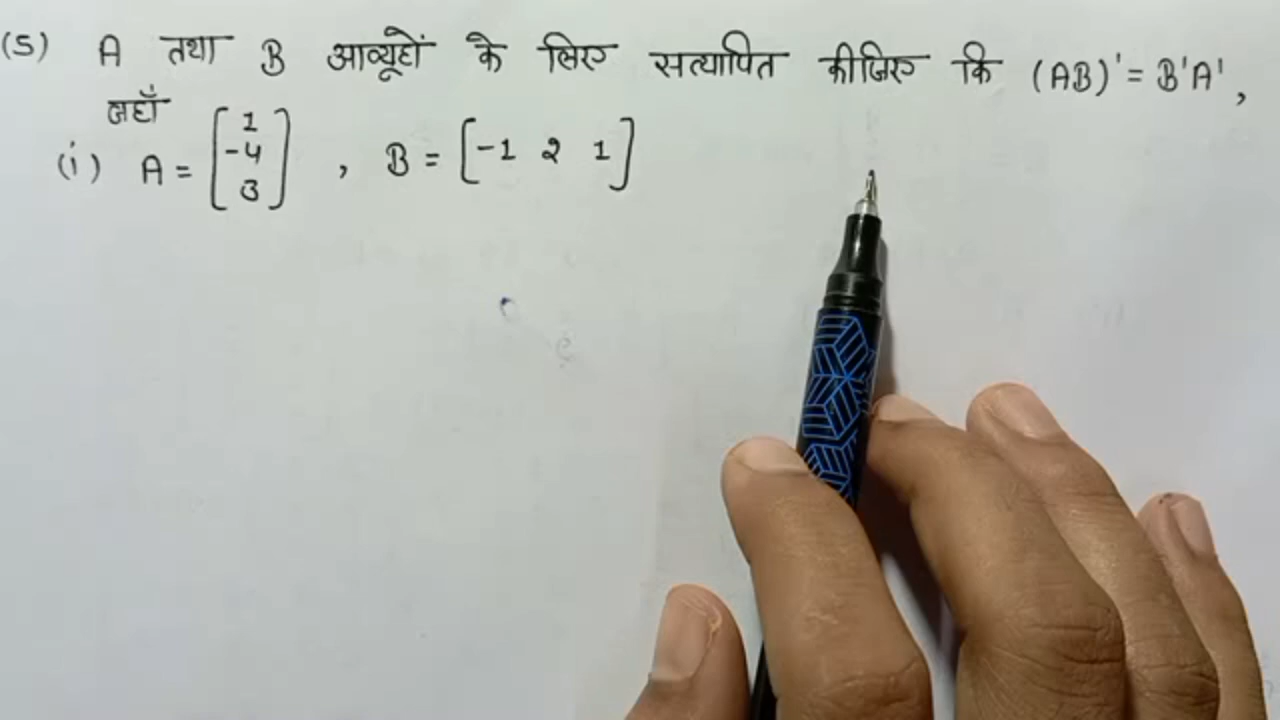 (5) A तथा B आव्यूहों के लिए सत्यापित कीजिए कि (AB)' = B'A',
जहाँ
(i) A = [1 -4 3] , B = [-1 2 1]